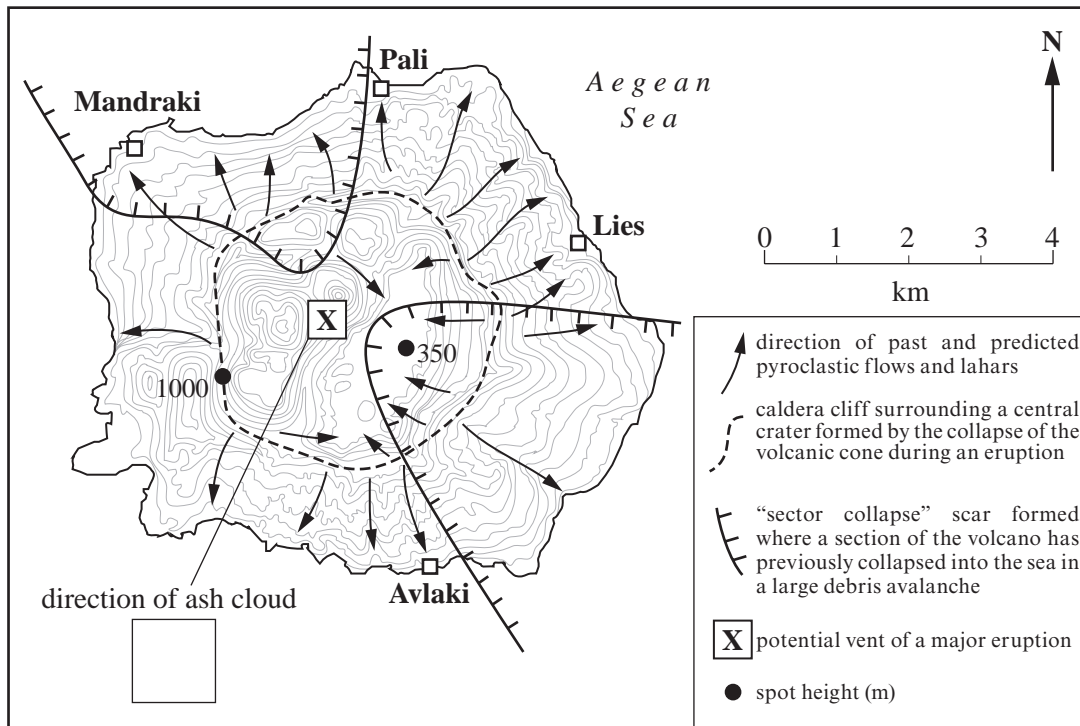 Pali
Aegean
Sea
N
Mandraki
Lies
0 1 2 3 4
km
X
350
1000
Avlaki
direction of ash cloud
direction of past and predicted
pyroclastic flows and lahars
caldera cliff surrounding a central
crater formed by the collapse of the
volcanic cone during an eruption
“sector collapse” scar formed
where a section of the volcano has
previously collapsed into the sea in
a large debris avalanche
X potential vent of a major eruption
spot height (m)